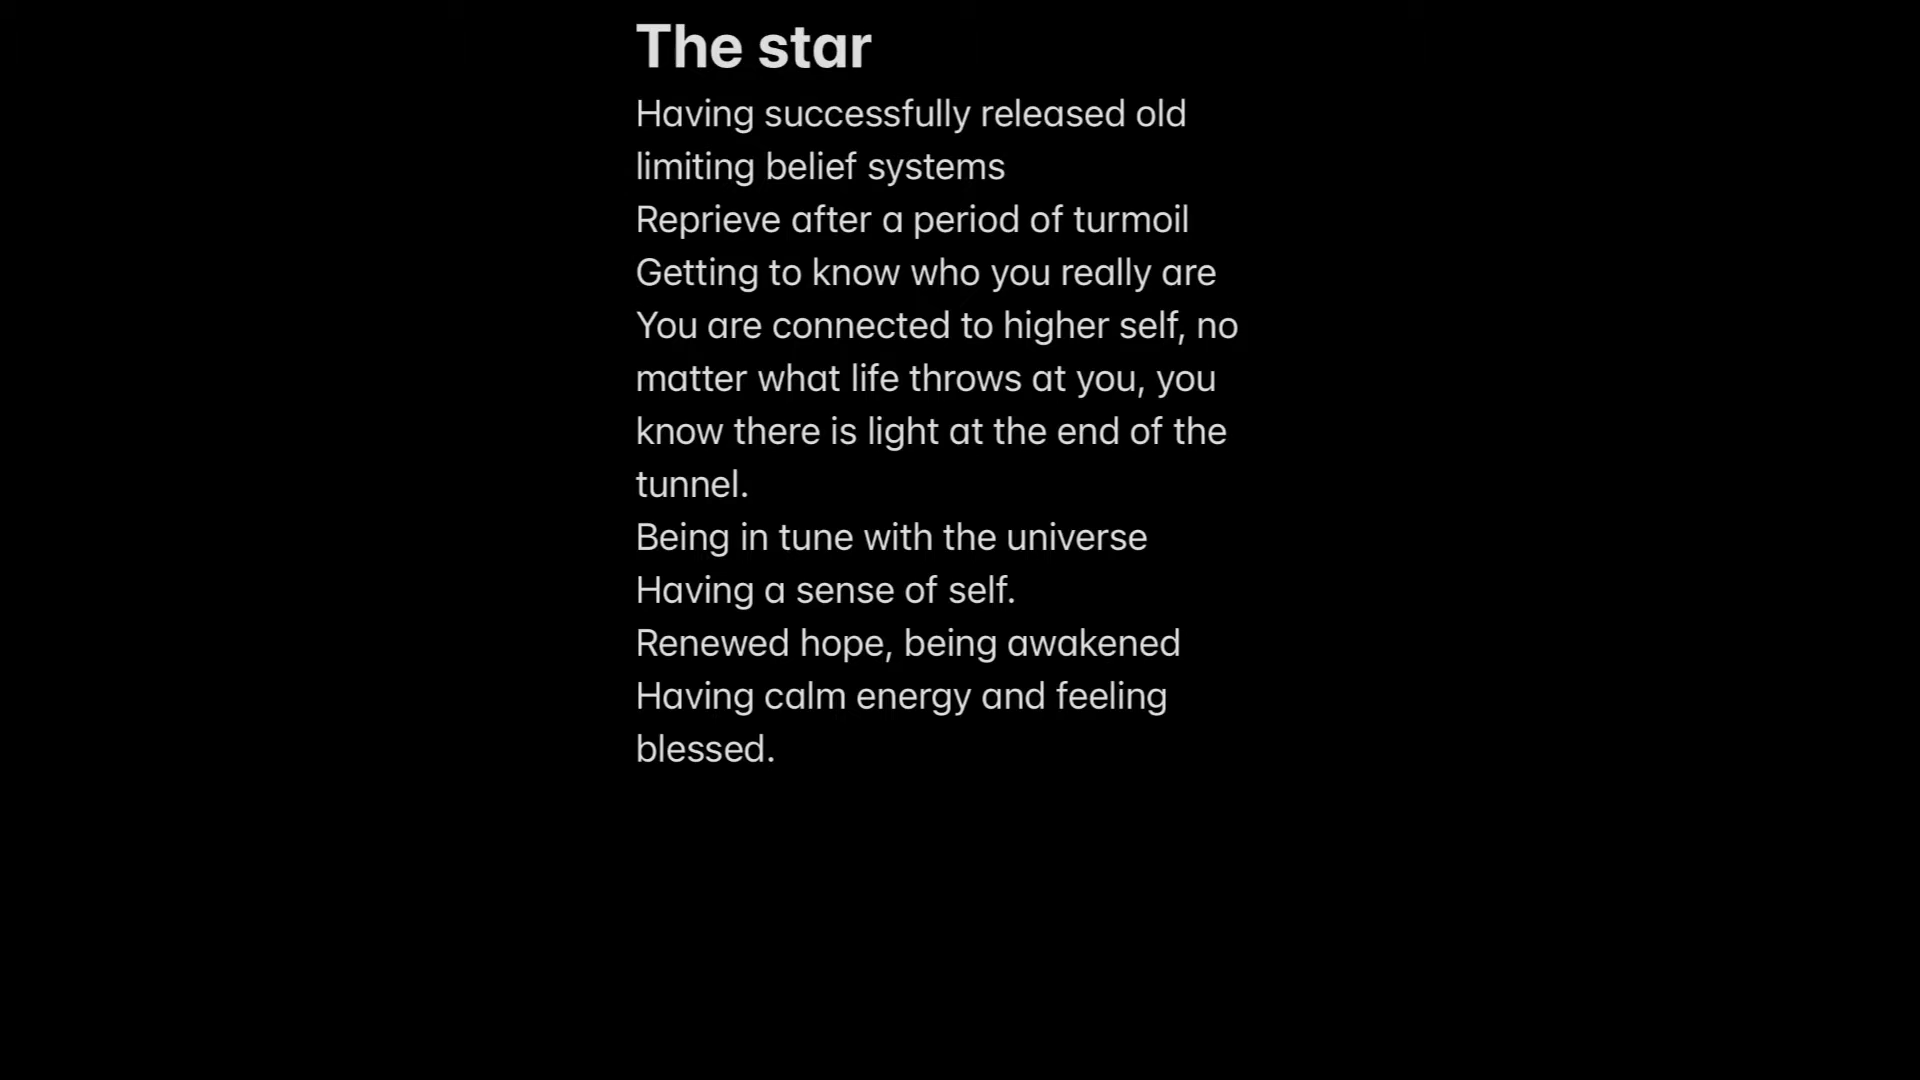 The star
Having successfully released old
limiting belief systems
Reprieve after a period of turmoil
Getting to know who you really are
You are connected to higher self, no
matter what life throws at you, you
know there is light at the end of the
tunnel.
Being in tune with the universe
Having a sense of self.
Renewed hope, being awakened
Having calm energy and feeling
blessed.